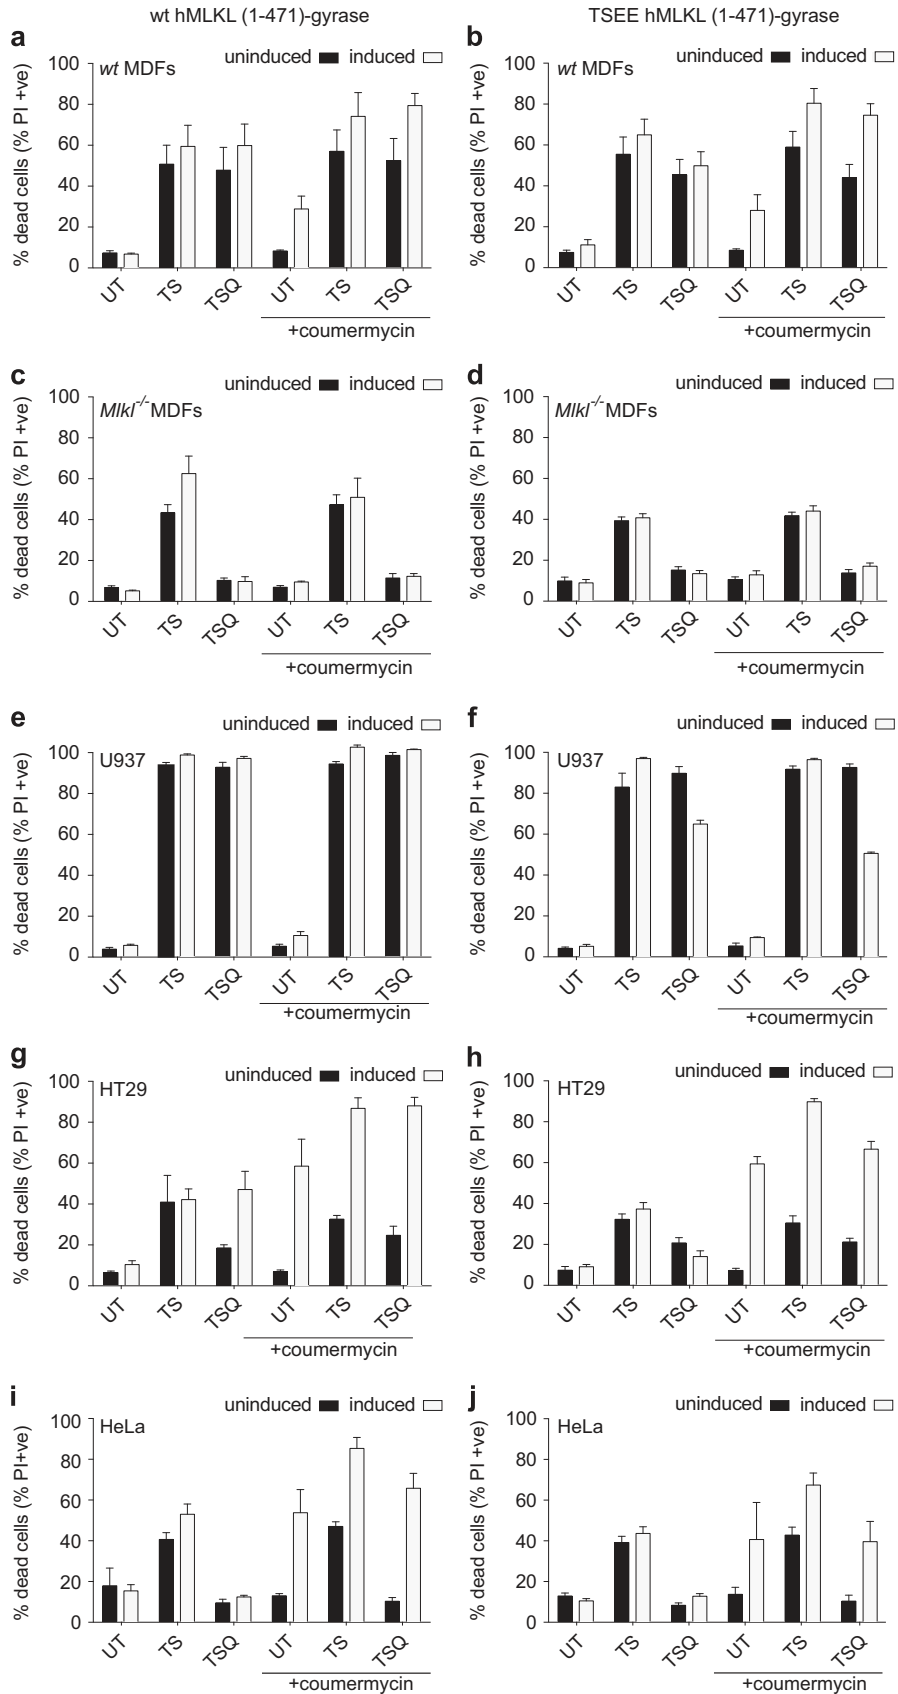 wt hMLKL (1-471)-gyrase
TSEE hMLKL (1-471)-gyrase
a
uninduced induced
wt MDFs
% dead cells (% PI +ve)
100
80
60
40
20
0
UT TS TSQ UT TS TSQ
+coumermycin
b
uninduced induced
wt MDFs
% dead cells (% PI +ve)
100
80
60
40
20
0
UT TS TSQ UT TS TSQ
+coumermycin
c
uninduced induced
Mlkl-/-MDFs
% dead cells (% PI +ve)
100
80
60
40
20
0
UT TS TSQ UT TS TSQ
+coumermycin
d
uninduced induced
Mlkl-/-MDFs
% dead cells (% PI +ve)
100
80
60
40
20
0
UT TS TSQ UT TS TSQ
+coumermycin
e
uninduced induced
U937
% dead cells (% PI +ve)
100
80
60
40
20
0
UT TS TSQ UT TS TSQ
+coumermycin
f
uninduced induced
U937
% dead cells (% PI +ve)
100
80
60
40
20
0
UT TS TSQ UT TS TSQ
+coumermycin
g
uninduced induced
HT29
% dead cells (% PI +ve)
100
80
60
40
20
0
UT TS TSQ UT TS TSQ
+coumermycin
h
uninduced induced
HT29
% dead cells (% PI +ve)
100
80
60
40
20
0
UT TS TSQ UT TS TSQ
+coumermycin
i
uninduced induced
HeLa
% dead cells (% PI+ve)
100
80
60
40
20
0
UT TS TSQ UT TS TSQ
+coumermycin
j
uninduced induced
HeLa
% dead cells (% PI +ve)
100
80
60
40
20
0
UT TS TSQ UT TS TSQ
+coumermycin